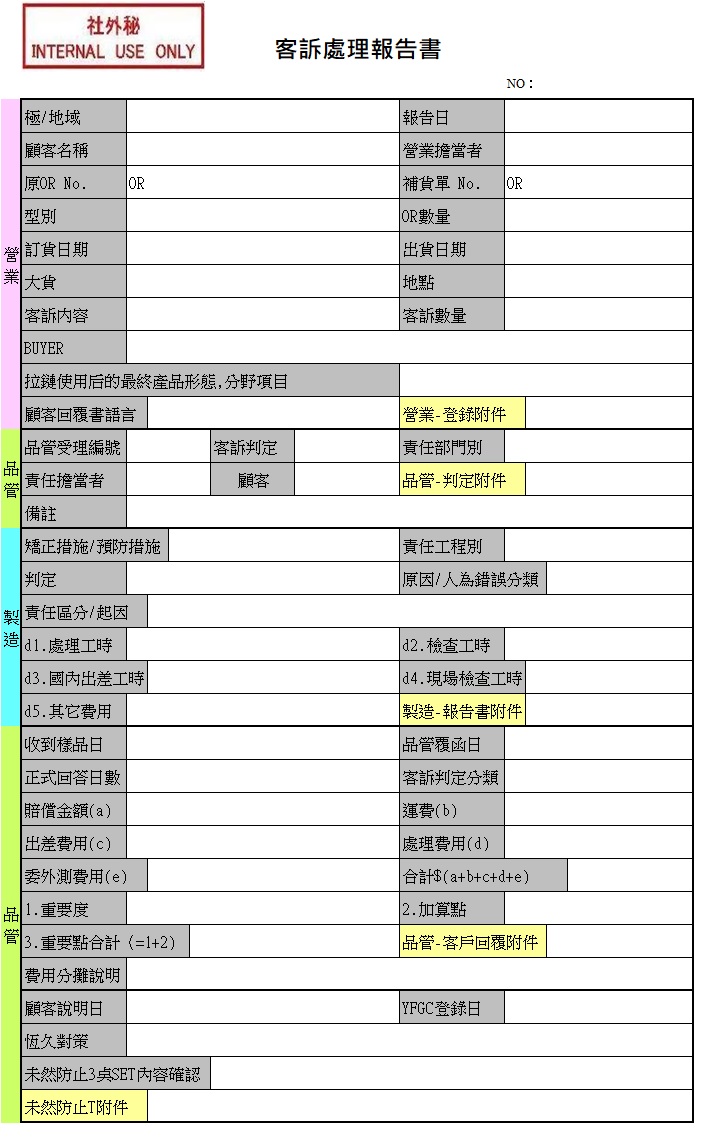 社外秘
INTERNAL USE ONLY
客訴處理報告書
NO：
營業
極/地域 報告日
顧客名稱 營業擔當者
原OR No. OR 補貨單 No. OR
型別 OR數量
訂貨日期 出貨日期
大貨 地點
客訴內容 客訴數量
BUYER
拉鏈使用后的最終產品形態,分野項目
顧客回覆書語言 營業-登錄附件
品管
品管受理編號 客訴判定 責任部門別
責任擔當者 顧客 品管-判定附件
備註
製造
矯正措施/預防措施 責任工程別
判定 原因/人為錯誤分類
責任區分/起因
d1.處理工時 d2.檢查工時
d3.國內出差工時 d4.現場檢查工時
d5.其它費用 製造-報告書附件
品管
收到樣品日 品管覆函日
正式回答日數 客訴判定分類
賠償金額(a) 運費(b)
出差費用(c) 處理費用(d)
委外測費用(e) 合計$(a+b+c+d+e)
1.重要度 2.加算點
3.重要點合計 (=1+2) 品管-客戶回覆附件
費用分攤說明
顧客說明日 YFGC登錄日
恆久對策
未然防止3奌SET內容確認
未然防止T附件